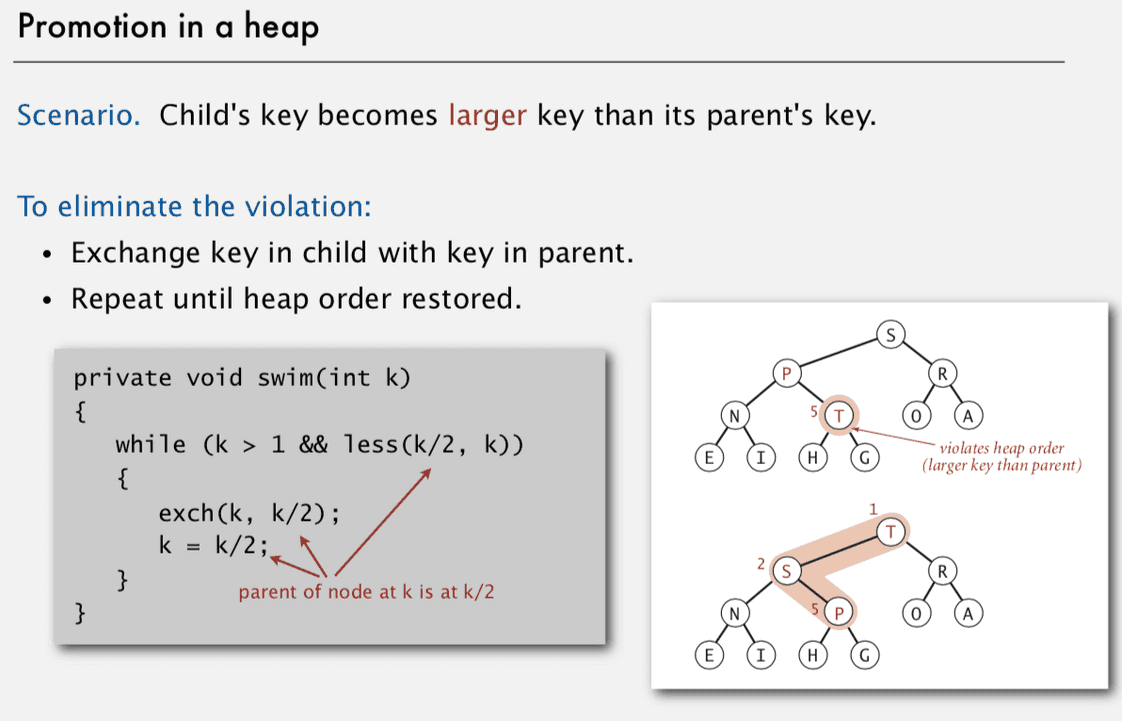 Promotion in a heap
Scenario. Child's key becomes larger key than its parent's key.
To eliminate the violation:
• Exchange key in child with key in parent.
• Repeat until heap order restored.
private void swim(int k)
{
while (k > 1 && less(k/2, k))
{
exch(k, k/2);
k = k/2;
}
}
parent of node at k is at k/2
S
P R
N 5 T O A
E I H G
violates heap order
(larger key than parent)
1
T
2 S R
N 5 P O A
E I H G